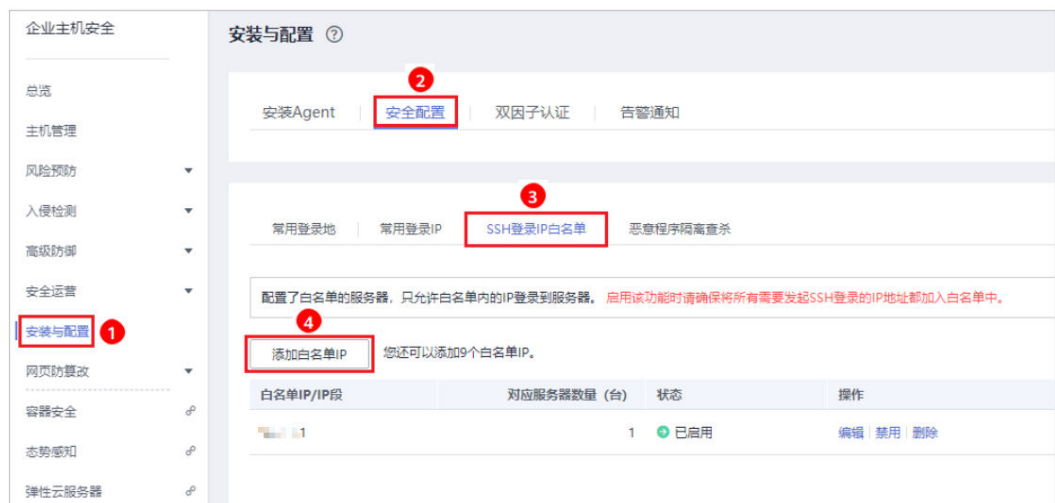 企业主机安全
总览
主机管理
风险预防
入侵检测
高级防御
安全运营
安装与配置 1
网页防篡改
容器安全
态势感知
弹性云服务器
安装与配置 ?
2
安装Agent 安全配置 双因子认证 告警通知
3
常用登录地 常用登录IP SSH登录IP白名单 恶意程序隔离查杀
配置了白名单的服务器，只允许白名单内的IP登录到服务器。 启用该功能时请确保将所有需要发起SSH登录的IP地址都加入白名单中。
4
添加白名单IP 您还可以添加9个白名单IP。
白名单IP/IP段 对应服务器数量（台） 状态 操作
1 已启用 编辑 禁用 删除